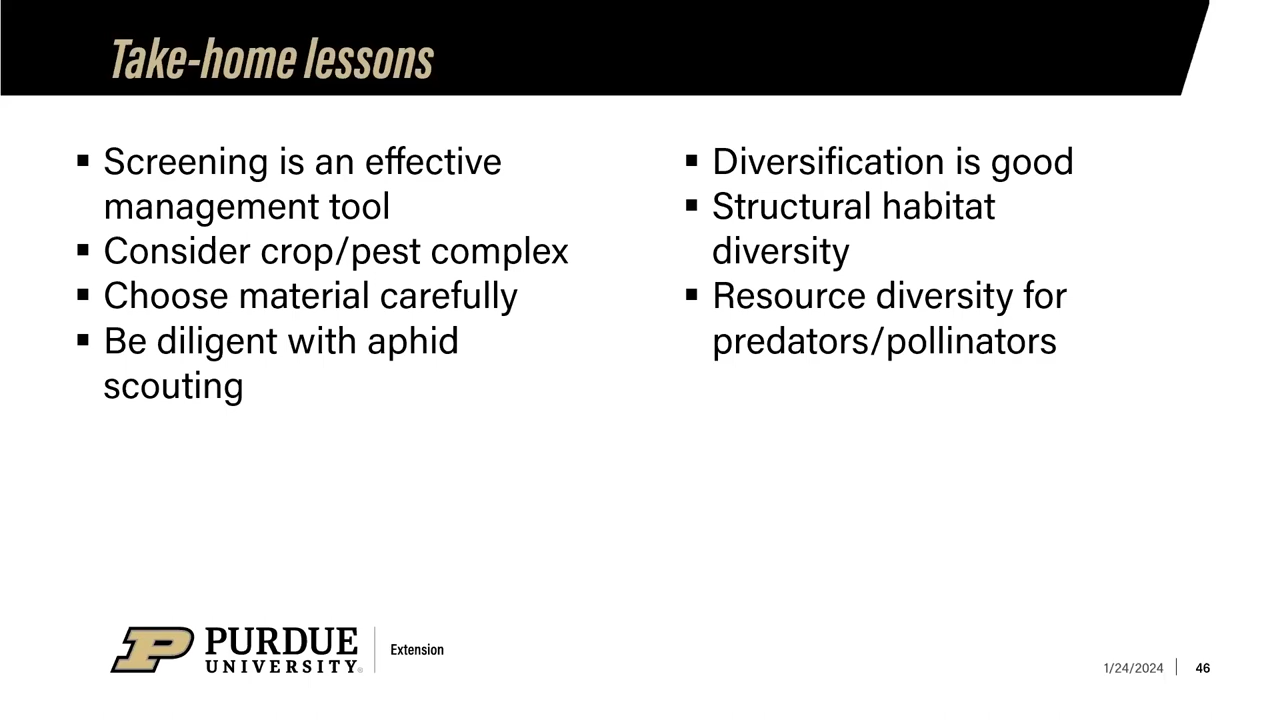 Take-home lessons
▪ Screening is an effective
management tool
▪ Consider crop/pest complex
▪ Choose material carefully
▪ Be diligent with aphid
scouting
▪ Diversification is good
▪ Structural habitat
diversity
▪ Resource diversity for
predators/pollinators
PURDUE
UNIVERSITY®
Extension
1/24/2024 | 46